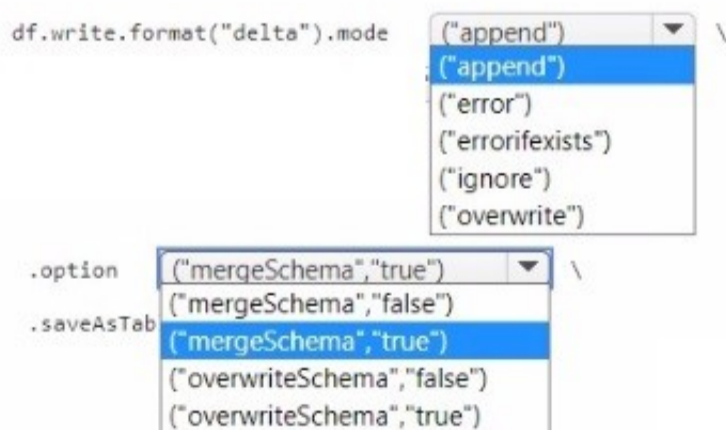 df.write.format("delta").mode ("append") \
("append")
("error")
("errorifexists")
("ignore")
("overwrite")
.option ("mergeSchema","true") \
("mergeSchema","false")
.saveAsTab
("mergeSchema","true")
("overwriteSchema","false")
("overwriteSchema","true")